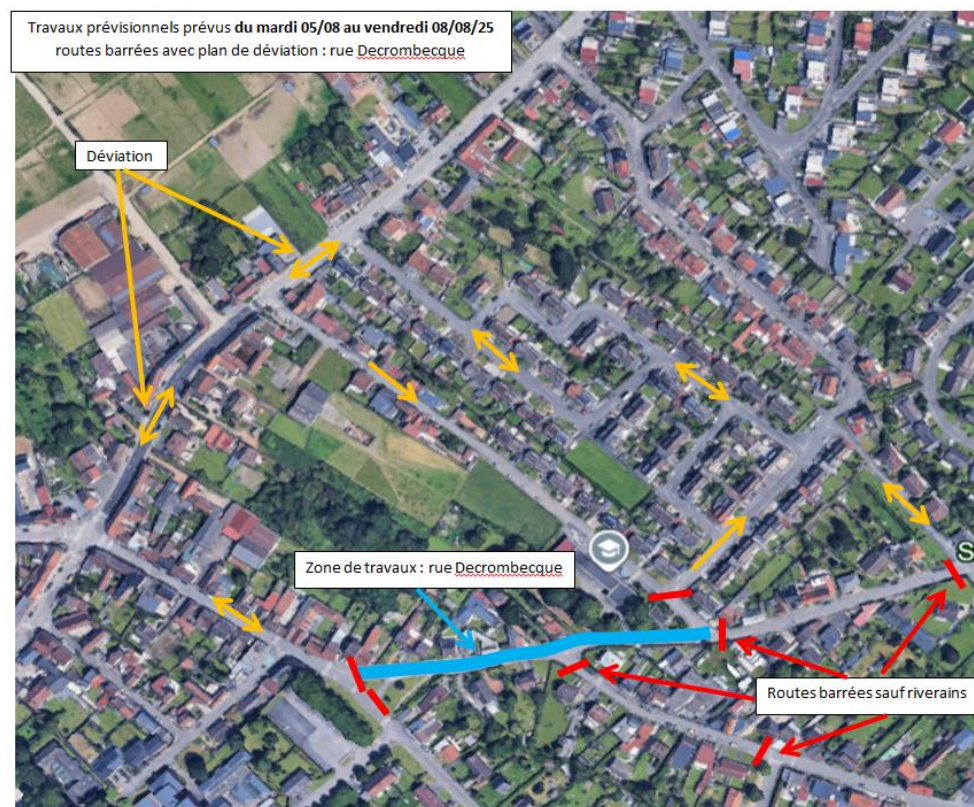 Travaux prévisionnels prévus du mardi 05/08 au vendredi 08/08/25
routes barrées avec plan de déviation : rue Decrombecque
Déviation
Zone de travaux : rue Decrombecque
S
Routes barrées sauf riverains